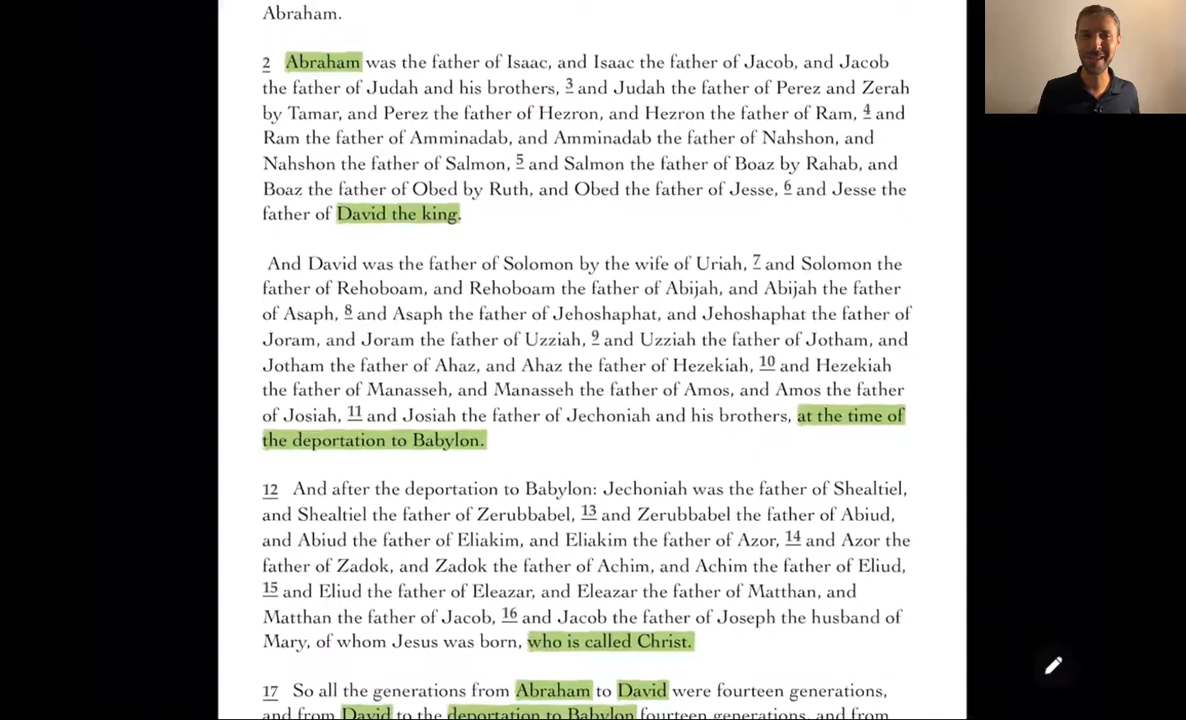 Abraham.
2 Abraham was the father of Isaac, and Isaac the father of Jacob, and Jacob
the father of Judah and his brothers, 3 and Judah the father of Perez and Zerah
by Tamar, and Perez the father of Hezron, and Hezron the father of Ram, 4 and
Ram the father of Amminadab, and Amminadab the father of Nahshon, and
Nahshon the father of Salmon, 5 and Salmon the father of Boaz by Rahab, and
Boaz the father of Obed by Ruth, and Obed the father of Jesse, 6 and Jesse the
father of David the king.
And David was the father of Solomon by the wife of Uriah, 7 and Solomon the
father of Rehoboam, and Rehoboam the father of Abijah, and Abijah the father
of Asaph, 8 and Asaph the father of Jehoshaphat, and Jehoshaphat the father of
Joram, and Joram the father of Uzziah, 9 and Uzziah the father of Jotham, and
Jotham the father of Ahaz, and Ahaz the father of Hezekiah, 10 and Hezekiah
the father of Manasseh, and Manasseh the father of Amos, and Amos the father
of Josiah, 11 and Josiah the father of Jechoniah and his brothers, at the time of
the deportation to Babylon.
12 And after the deportation to Babylon: Jechoniah was the father of Shealtiel,
and Shealtiel the father of Zerubbabel, 13 and Zerubbabel the father of Abiud,
and Abiud the father of Eliakim, and Eliakim the father of Azor, 14 and Azor the
father of Zadok, and Zadok the father of Achim, and Achim the father of Eliud,
15 and Eliud the father of Eleazar, and Eleazar the father of Matthan, and
Matthan the father of Jacob, 16 and Jacob the father of Joseph the husband of
Mary, of whom Jesus was born, who is called Christ.
17 So all the generations from Abraham to David were fourteen generations,
and from David to the deportation to Babylon fourteen generations, and from